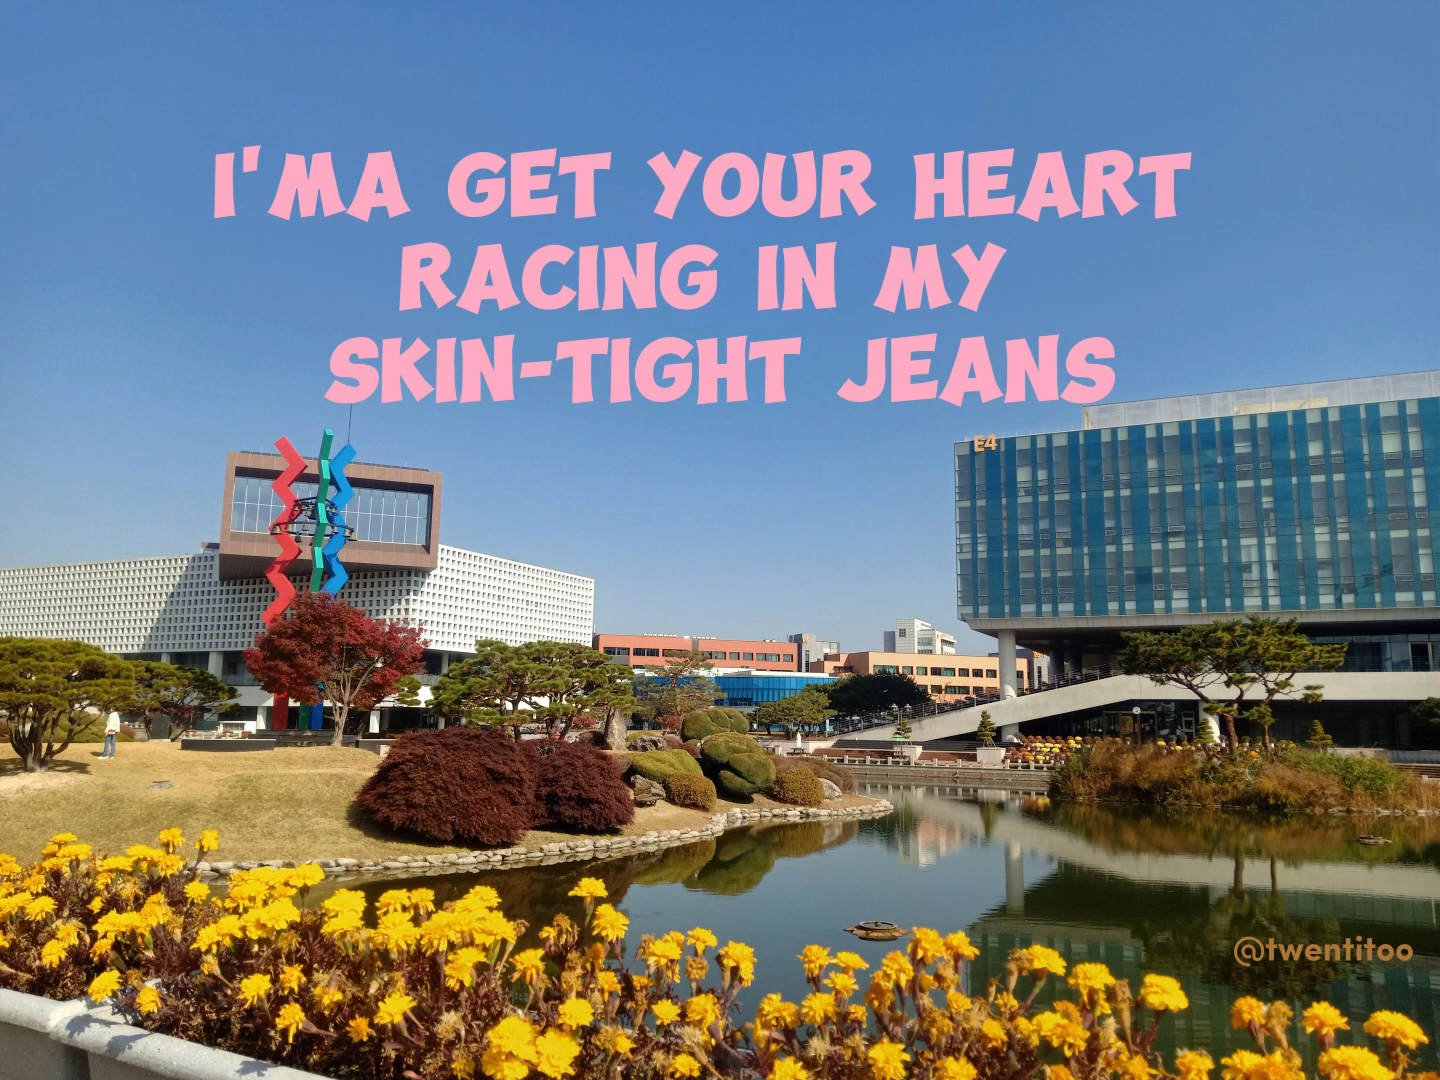 I'MA GET YOUR HEART
RACING IN MY
SKIN-TIGHT JEANS
E4
@twentitoo